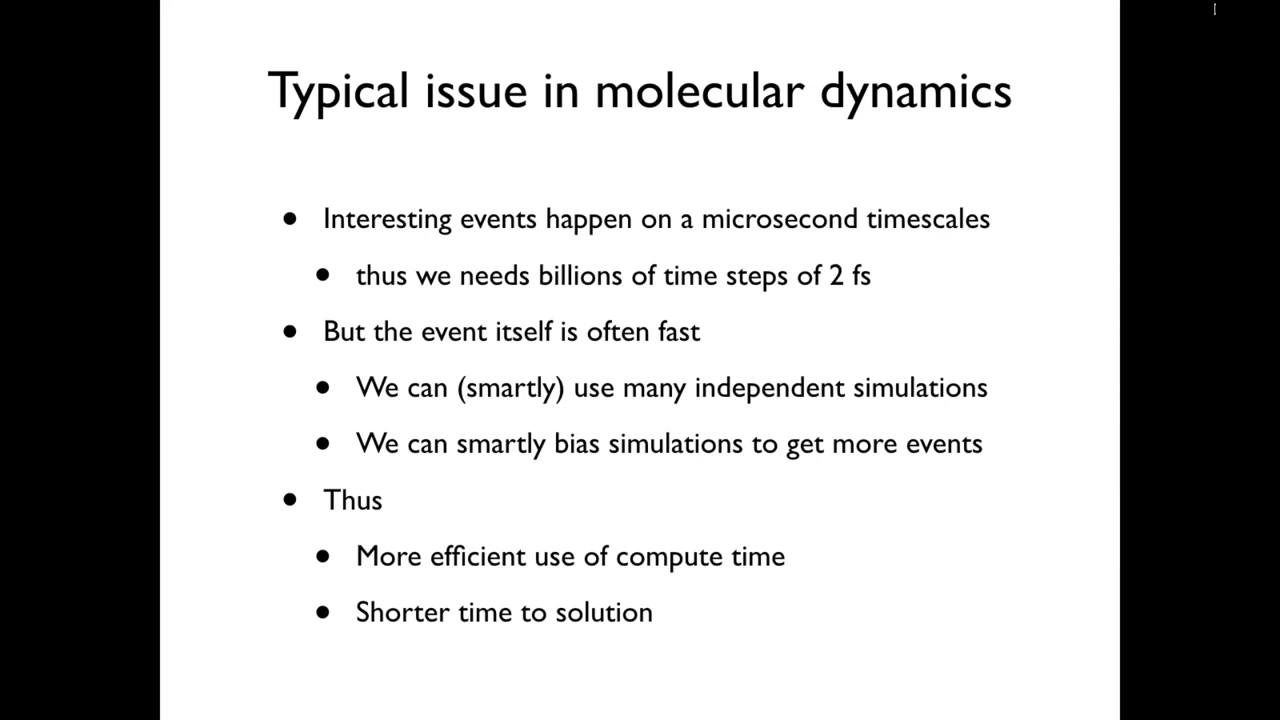 Typical issue in molecular dynamics
• Interesting events happen on a microsecond timescales
• thus we needs billions of time steps of 2 fs
• But the event itself is often fast
• We can (smartly) use many independent simulations
• We can smartly bias simulations to get more events
• Thus
• More efficient use of compute time
• Shorter time to solution